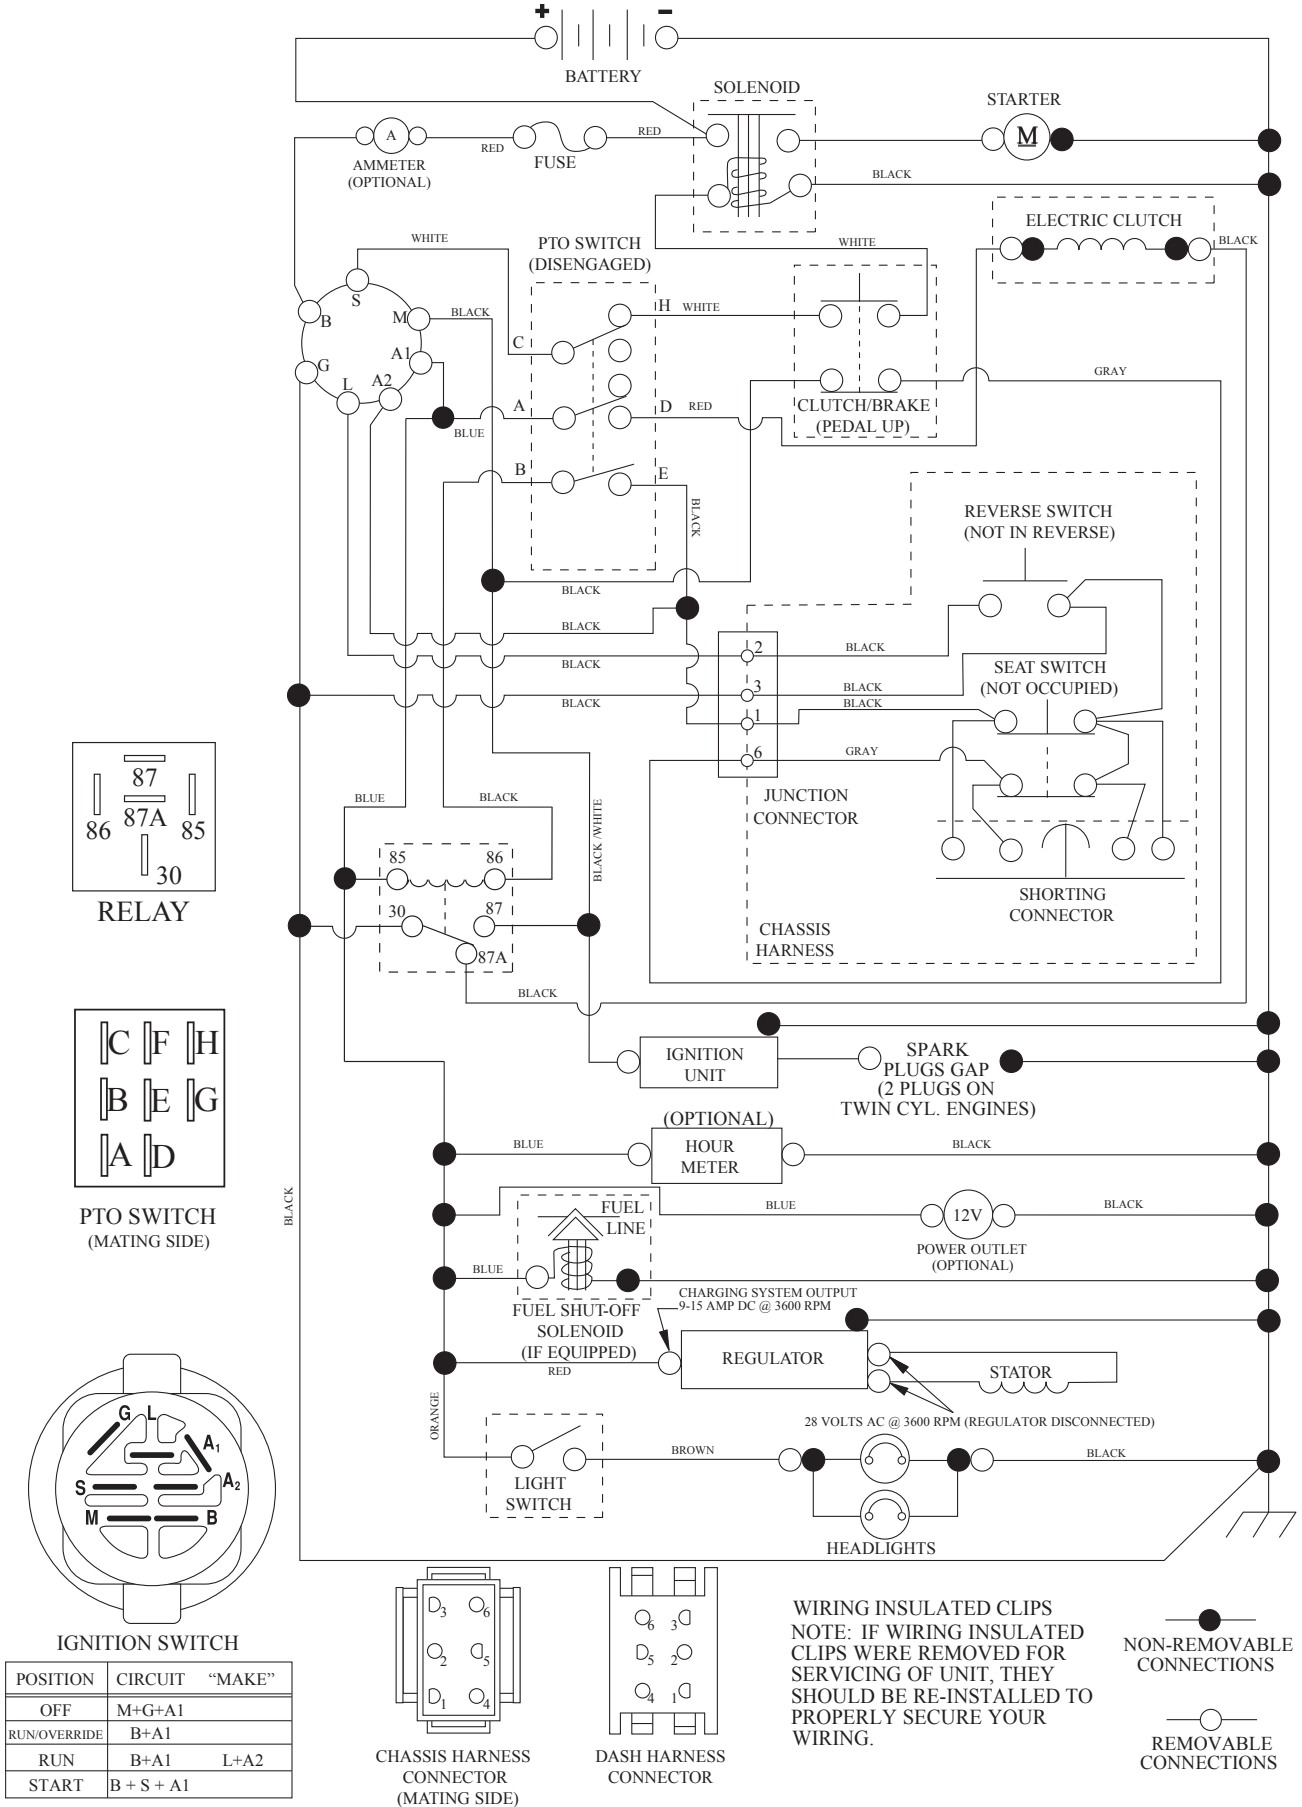 + −
BATTERY
SOLENOID
STARTER
A
AMMETER
(OPTIONAL)
RED
FUSE
RED
M
BLACK
ELECTRIC CLUTCH
BLACK
WHITE
PTO SWITCH
(DISENGAGED)
WHITE
S
B
M
BLACK
H
WHITE
G
A1
C
L
A2
GRAY
A
D
RED
CLUTCH/BRAKE
(PEDAL UP)
BLUE
B
E
BLACK
REVERSE SWITCH
(NOT IN REVERSE)
BLACK
BLACK
2
BLACK
BLACK
SEAT SWITCH
(NOT OCCUPIED)
3
BLACK
BLACK
BLACK
1
6
GRAY
87
86
87A
85
30
RELAY
BLUE
BLACK
BLACK /WHITE
JUNCTION
CONNECTOR
85
86
30
87
87A
SHORTING
CONNECTOR
CHASSIS
HARNESS
BLACK
C F H
B E G
A D
PTO SWITCH
(MATING SIDE)
IGNITION
UNIT
SPARK
PLUGS GAP
(2 PLUGS ON
TWIN CYL. ENGINES)
(OPTIONAL)
BLUE
HOUR
METER
BLACK
BLACK
FUEL
LINE
BLUE
12V
BLACK
POWER OUTLET
(OPTIONAL)
BLUE
FUEL SHUT-OFF
SOLENOID
(IF EQUIPPED)
CHARGING SYSTEM OUTPUT
9-15 AMP DC @ 3600 RPM
RED
REGULATOR
STATOR
28 VOLTS AC @ 3600 RPM (REGULATOR DISCONNECTED)
ORANGE
LIGHT
SWITCH
BROWN
BLACK
HEADLIGHTS
G L
A1
S
A2
M B
IGNITION SWITCH
POSITION CIRCUIT “MAKE”
OFF M+G+A1
RUN/OVERRIDE B+A1
RUN B+A1 L+A2
START B + S + A1
3 6
2 5
1 4
CHASSIS HARNESS
CONNECTOR
(MATING SIDE)
6 3
5 2
4 1
DASH HARNESS
CONNECTOR
WIRING INSULATED CLIPS
NOTE: IF WIRING INSULATED
CLIPS WERE REMOVED FOR
SERVICING OF UNIT, THEY
SHOULD BE RE-INSTALLED TO
PROPERLY SECURE YOUR
WIRING.
NON-REMOVABLE
CONNECTIONS
REMOVABLE
CONNECTIONS